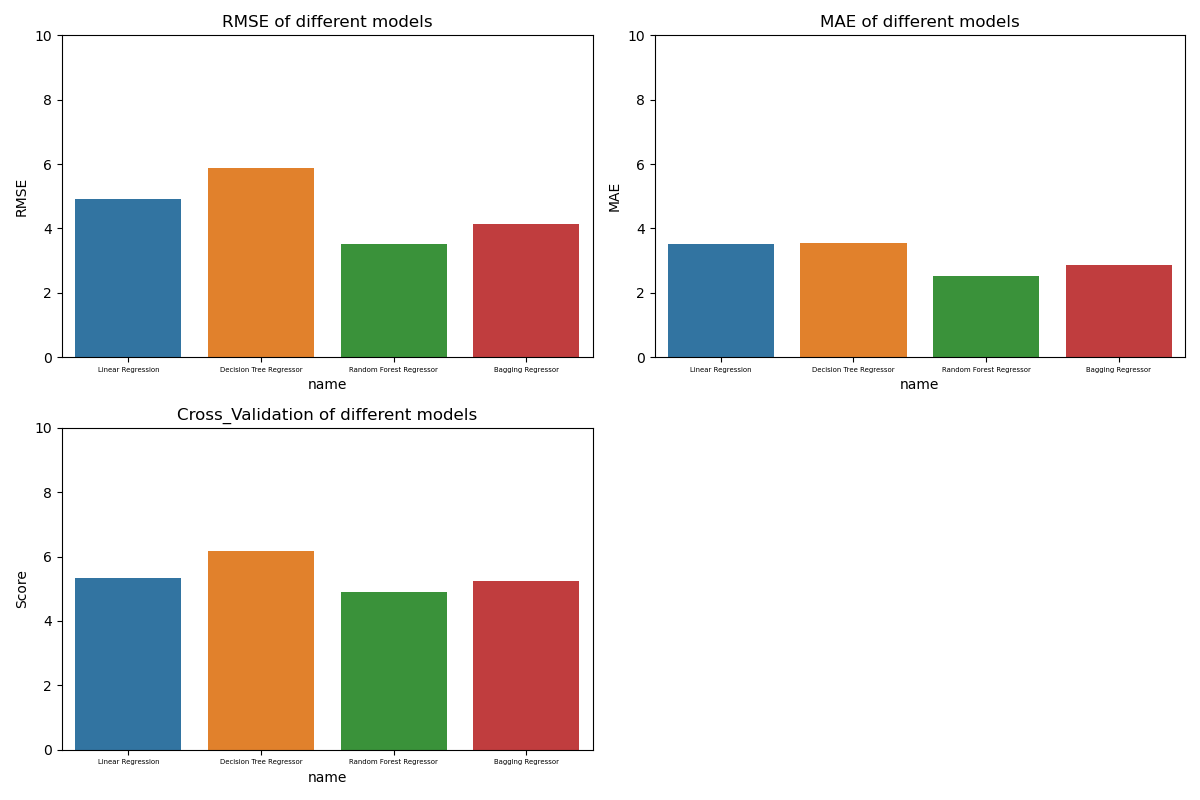 RMSE of different models
10
8
6
4
2
0
RMSE
Linear Regression
Decision Tree Regressor
Random Forest Regressor
Bagging Regressor
name
MAE of different models
10
8
6
4
2
0
MAE
Linear Regression
Decision Tree Regressor
Random Forest Regressor
Bagging Regressor
name
Cross_Validation of different models
10
8
6
4
2
0
Score
Linear Regression
Decision Tree Regressor
Random Forest Regressor
Bagging Regressor
name